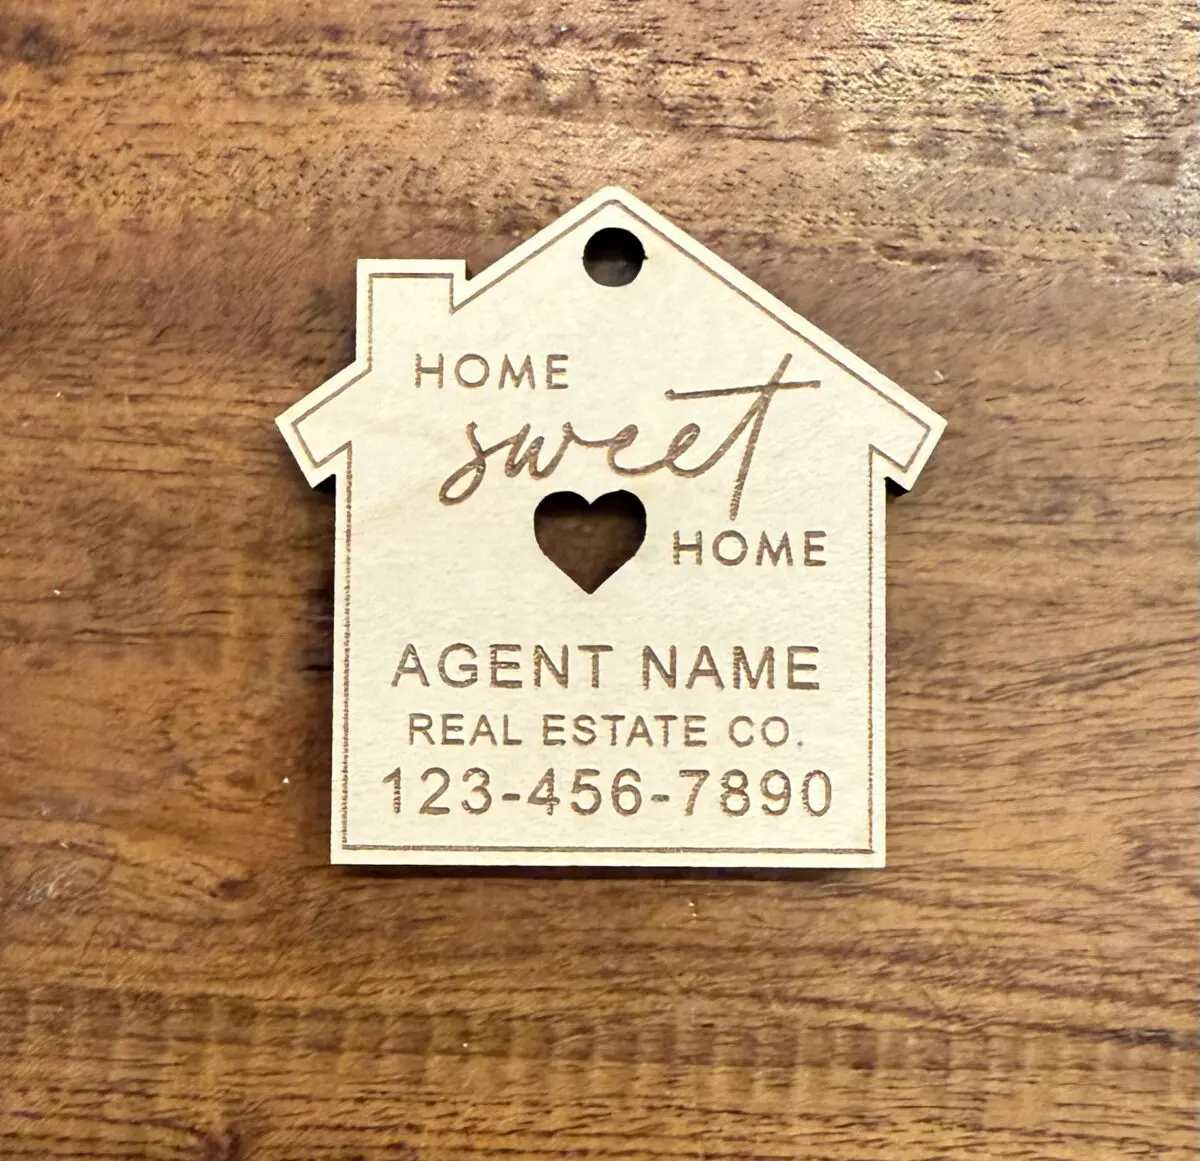 HOME
sweet
HOME
AGENT NAME
REAL ESTATE CO.
123-456-7890